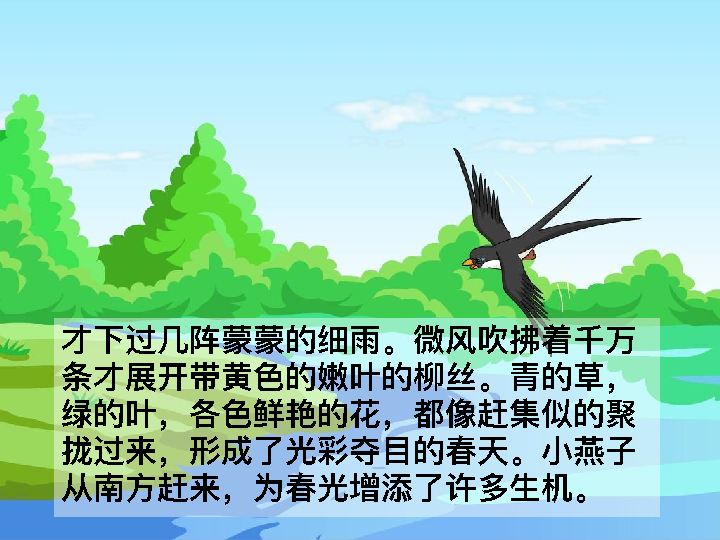 才下过几阵蒙蒙的细雨。微风吹拂着千万
条才展开带黄色的嫩叶的柳丝。青的草，
绿的叶，各色鲜艳的花，都像赶集似的聚
拢过来，形成了光彩夺目的春天。小燕子
从南方赶来，为春光增添了许多生机。